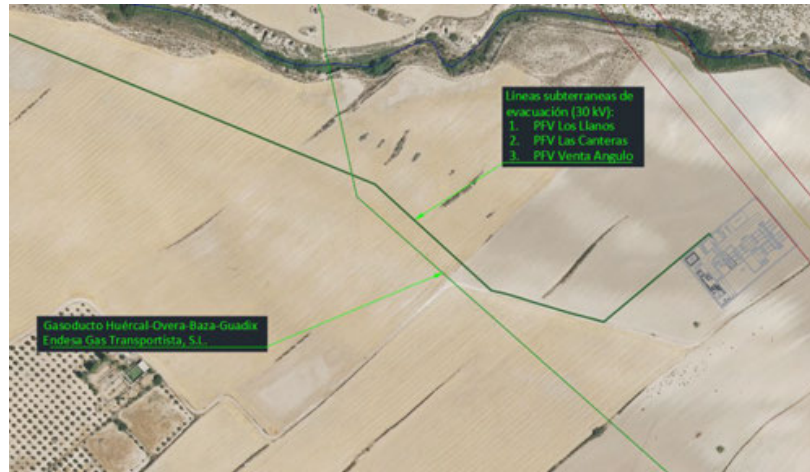 Líneas subterraneas de
evacuación (30 kV):
1. PFV Los Llanos
2. PFV Las Canteras
3. PFV Venta Angulo
Gasoducto Huércal-Overa-Baza-Guadix
Endesa Gas Transportista, S.L.